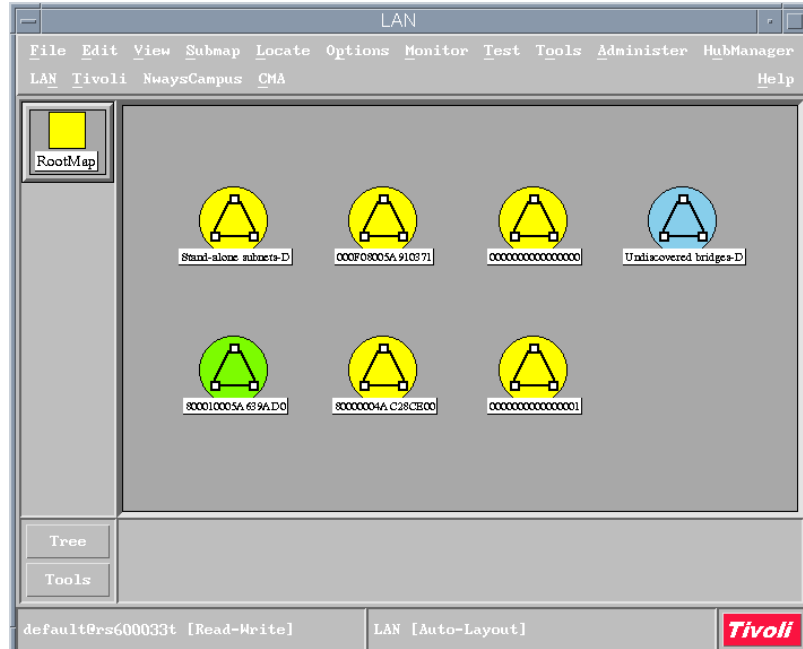 LAN
File Edit View Submap Locate Options Monitor Test Tools Administer HubManager
LAN Tivoli NwaysCampus CMA Help
RootMap
Stand-alone subnets-D 000F08005A910371 0000000000000000 Undiscovered bridges-D
800010005A639AD0 80000004AC28CE00 0000000000000001
Tree
Tools
default@rs600033t [Read-Write] LAN [Auto-Layout] Tivoli